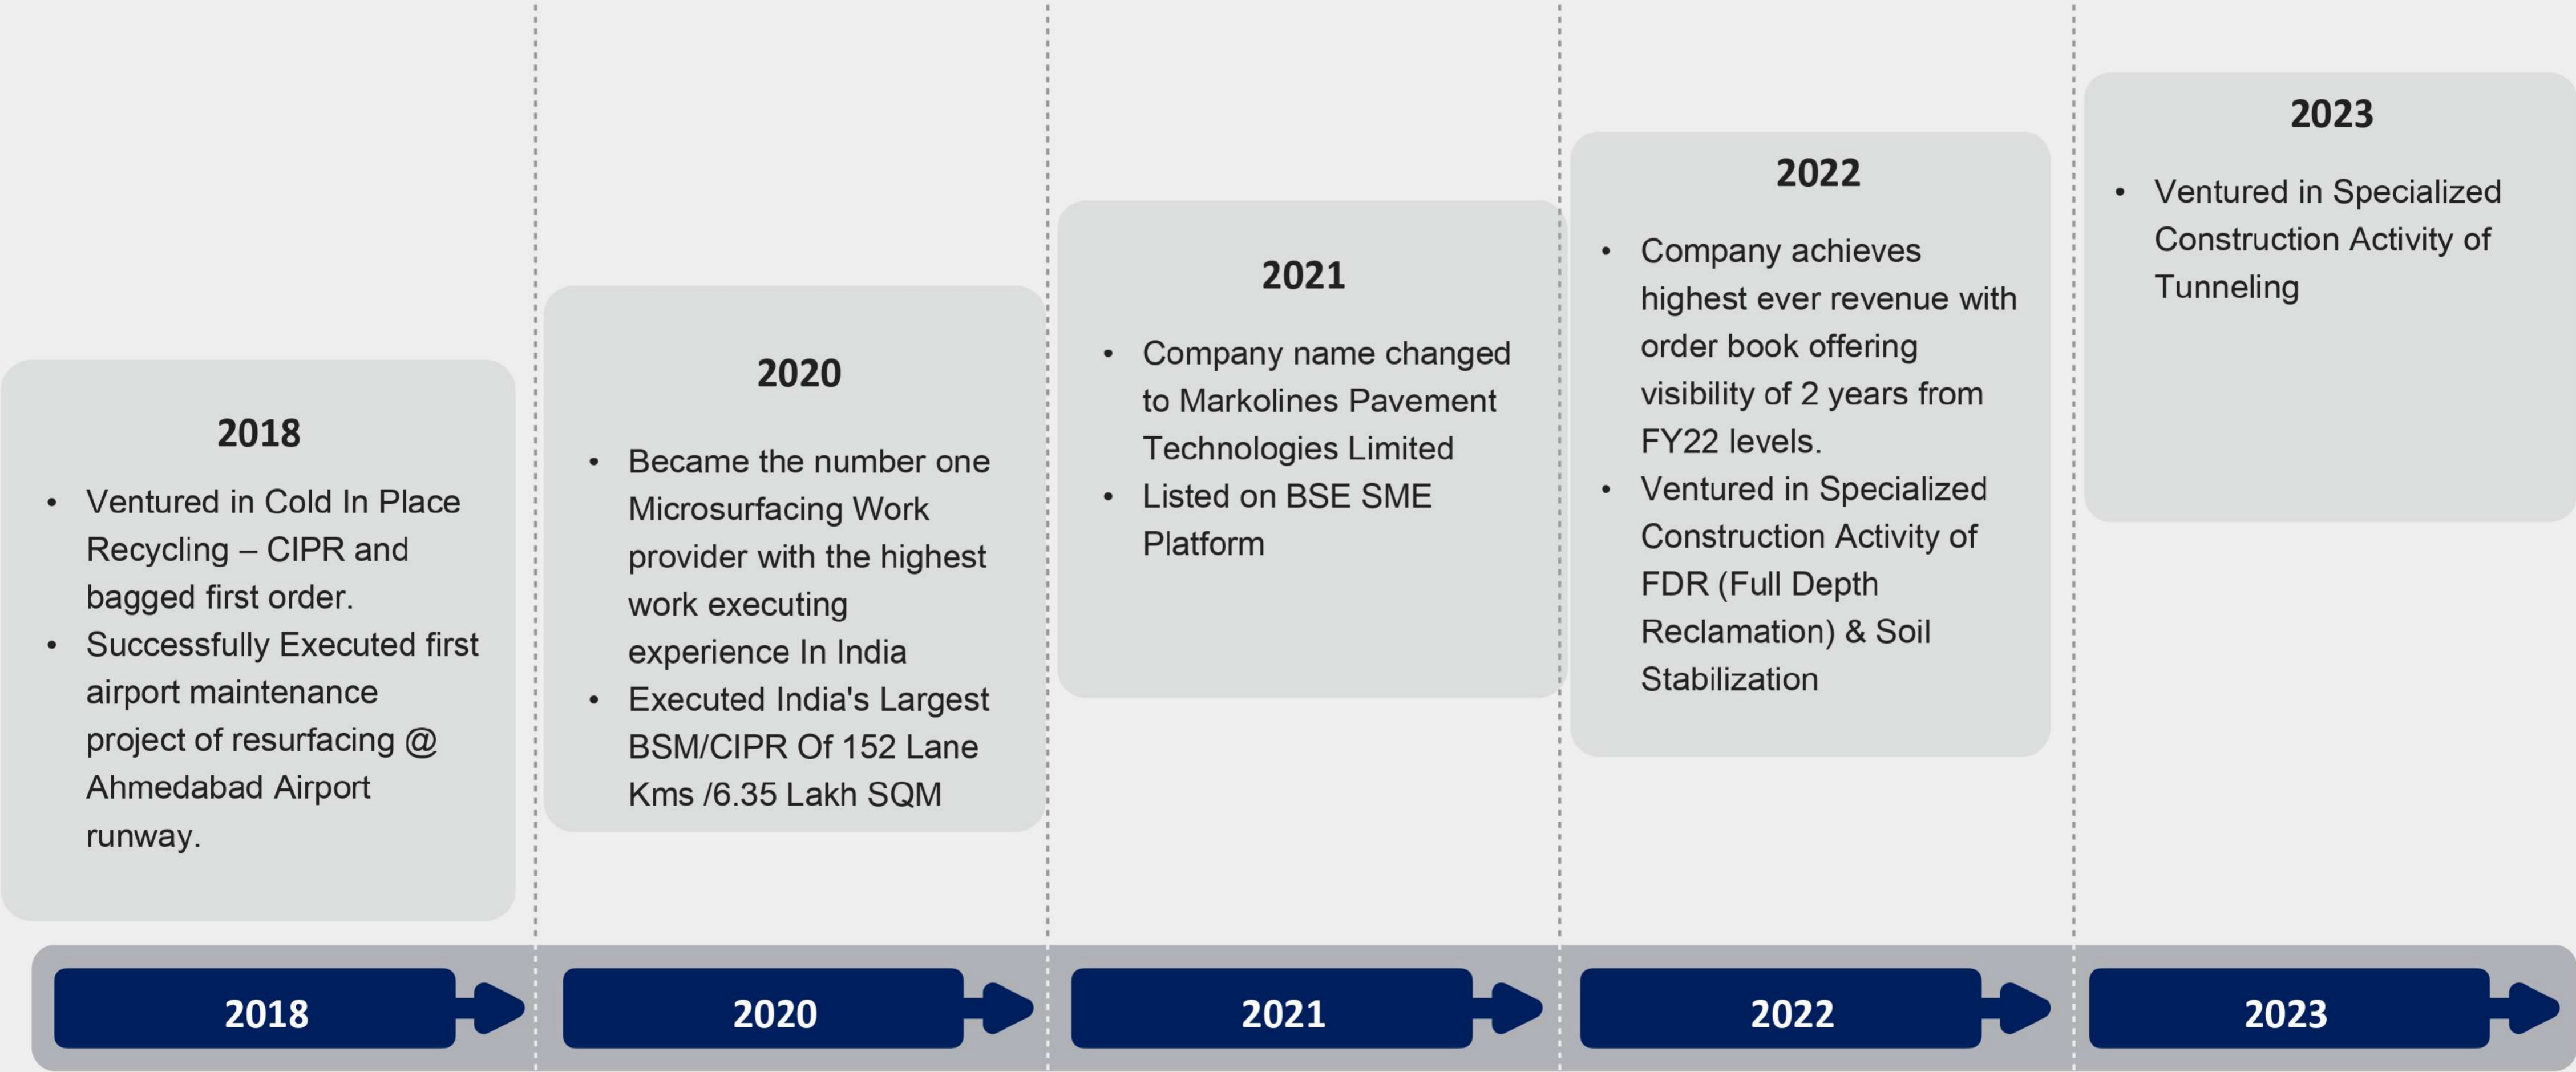 2018
• Ventured in Cold In Place
Recycling – CIPR and
bagged first order.
• Successfully Executed first
airport maintenance
project of resurfacing @
Ahmedabad Airport
runway.
2020
• Became the number one
Microsurfacing Work
provider with the highest
work executing
experience In India
• Executed India's Largest
BSM/CIPR Of 152 Lane
Kms /6.35 Lakh SQM
2021
• Company name changed
to Markolines Pavement
Technologies Limited
• Listed on BSE SME
Platform
2022
• Company achieves
highest ever revenue with
order book offering
visibility of 2 years from
FY22 levels.
• Ventured in Specialized
Construction Activity of
FDR (Full Depth
Reclamation) & Soil
Stabilization
2023
• Ventured in Specialized
Construction Activity of
Tunneling
2018
2020
2021
2022
2023